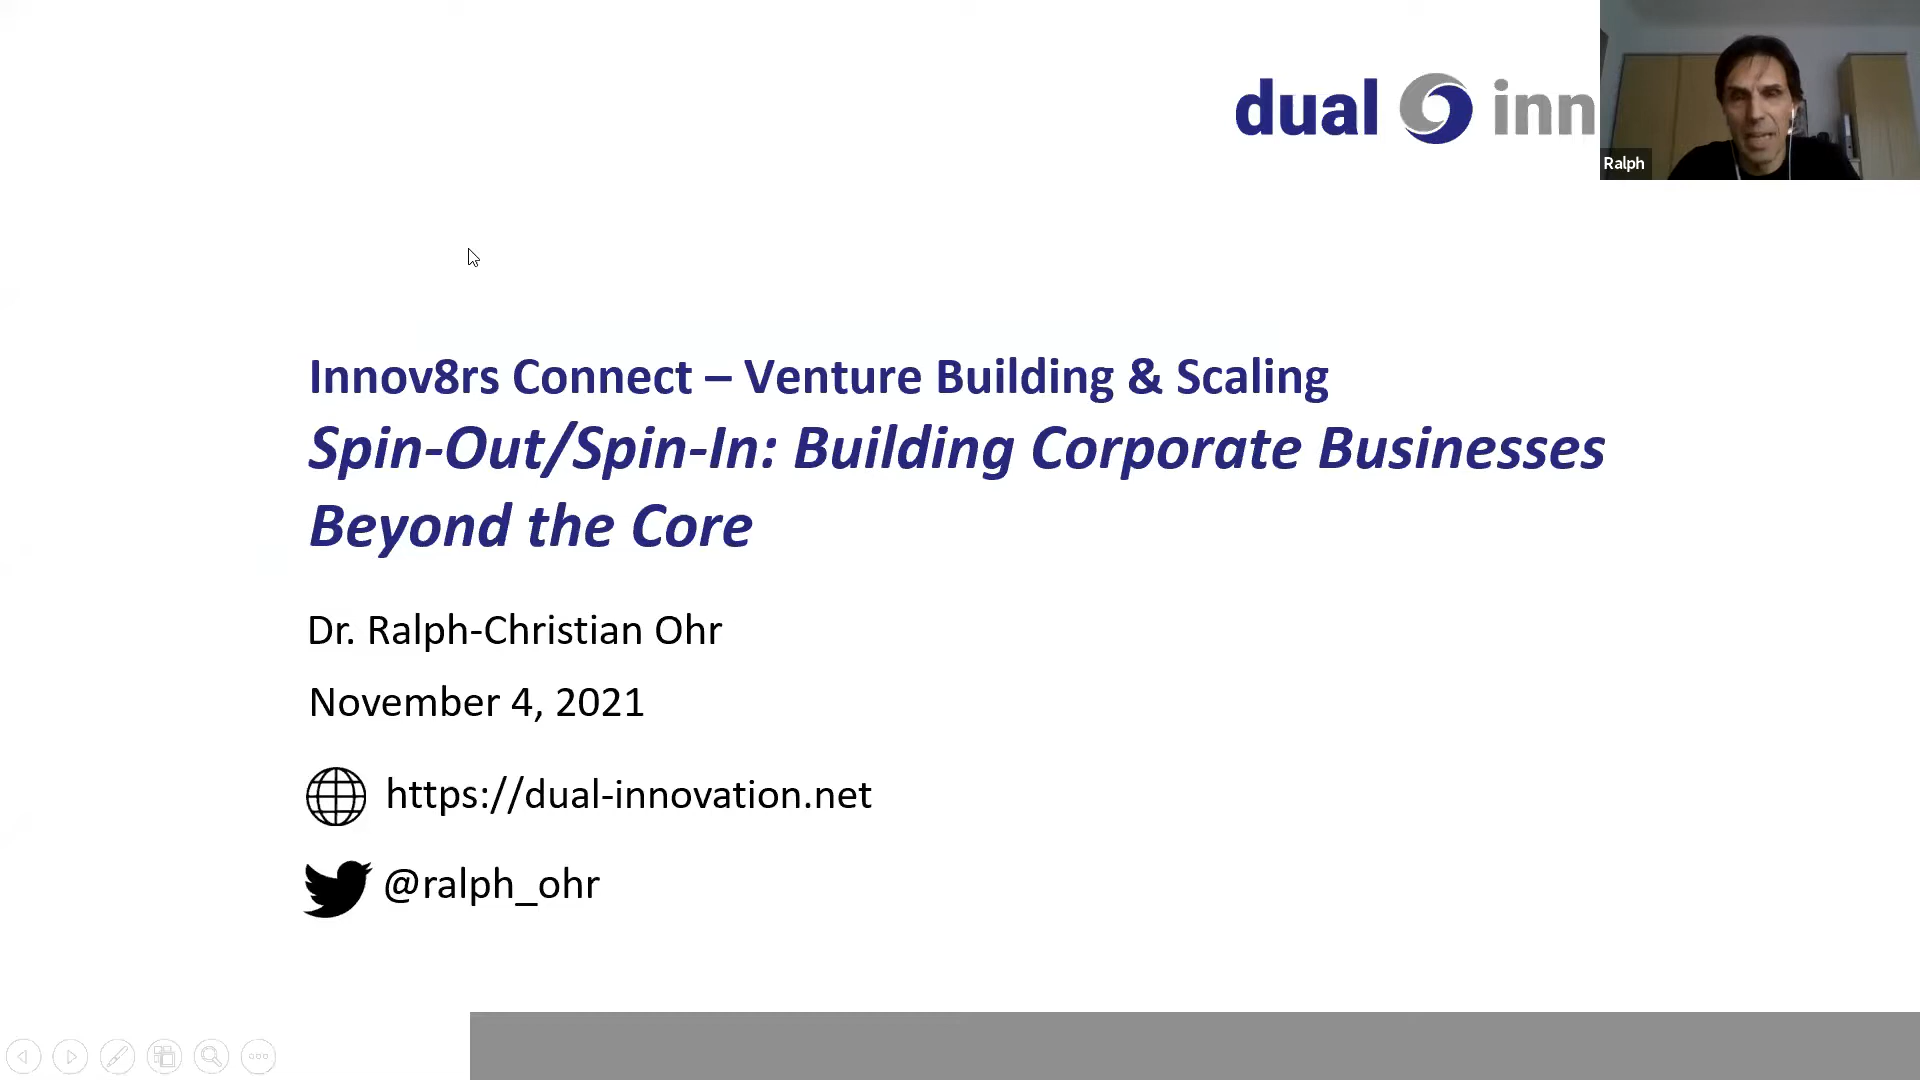 dual inn
Ralph
Innov8rs Connect – Venture Building & Scaling
Spin-Out/Spin-In: Building Corporate Businesses
Beyond the Core
Dr. Ralph-Christian Ohr
November 4, 2021
https://dual-innovation.net
@ralph_ohr